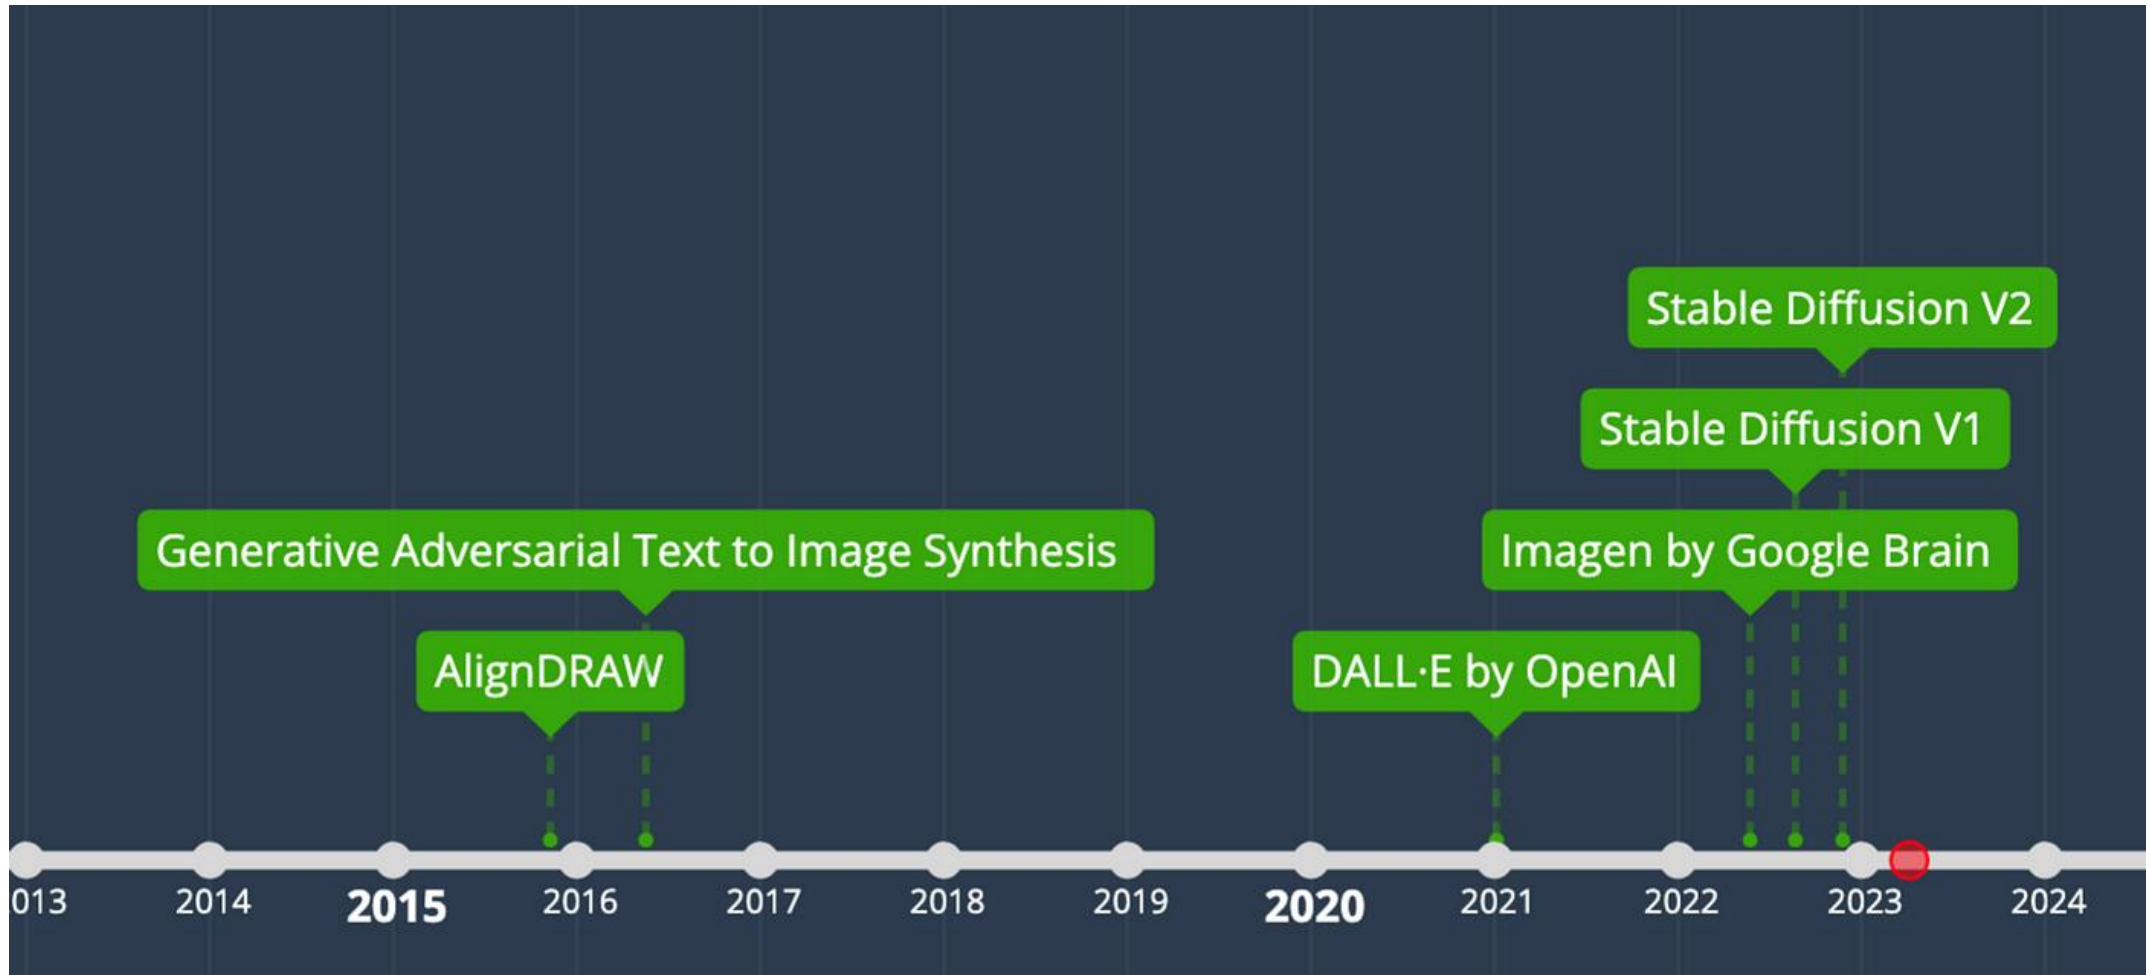 Stable Diffusion V2
Stable Diffusion V1
Generative Adversarial Text to Image Synthesis
Imagen by Google Brain
AlignDRAW
DALL·E by OpenAI
013
2014
2015
2016
2017
2018
2019
2020
2021
2022
2023
2024